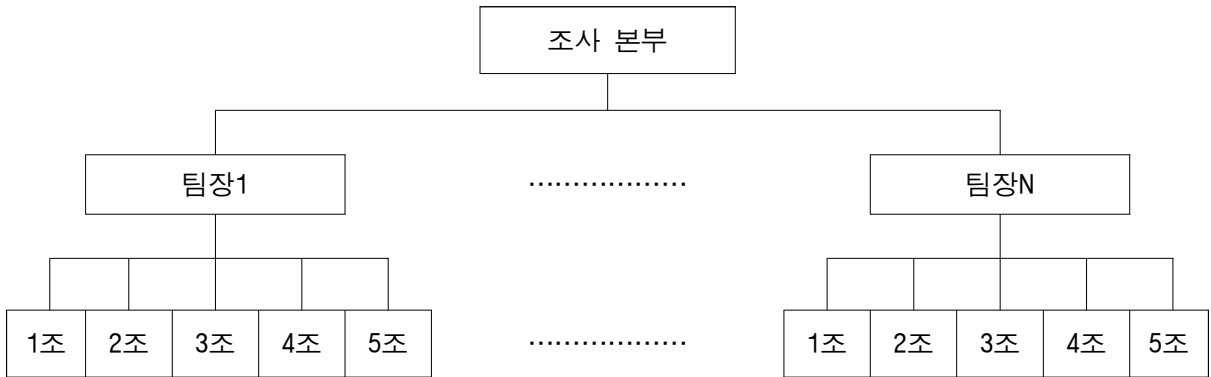 조사 본부
팀장1 ……………… 팀장N
1조 2조 3조 4조 5조 ……………… 1조 2조 3조 4조 5조